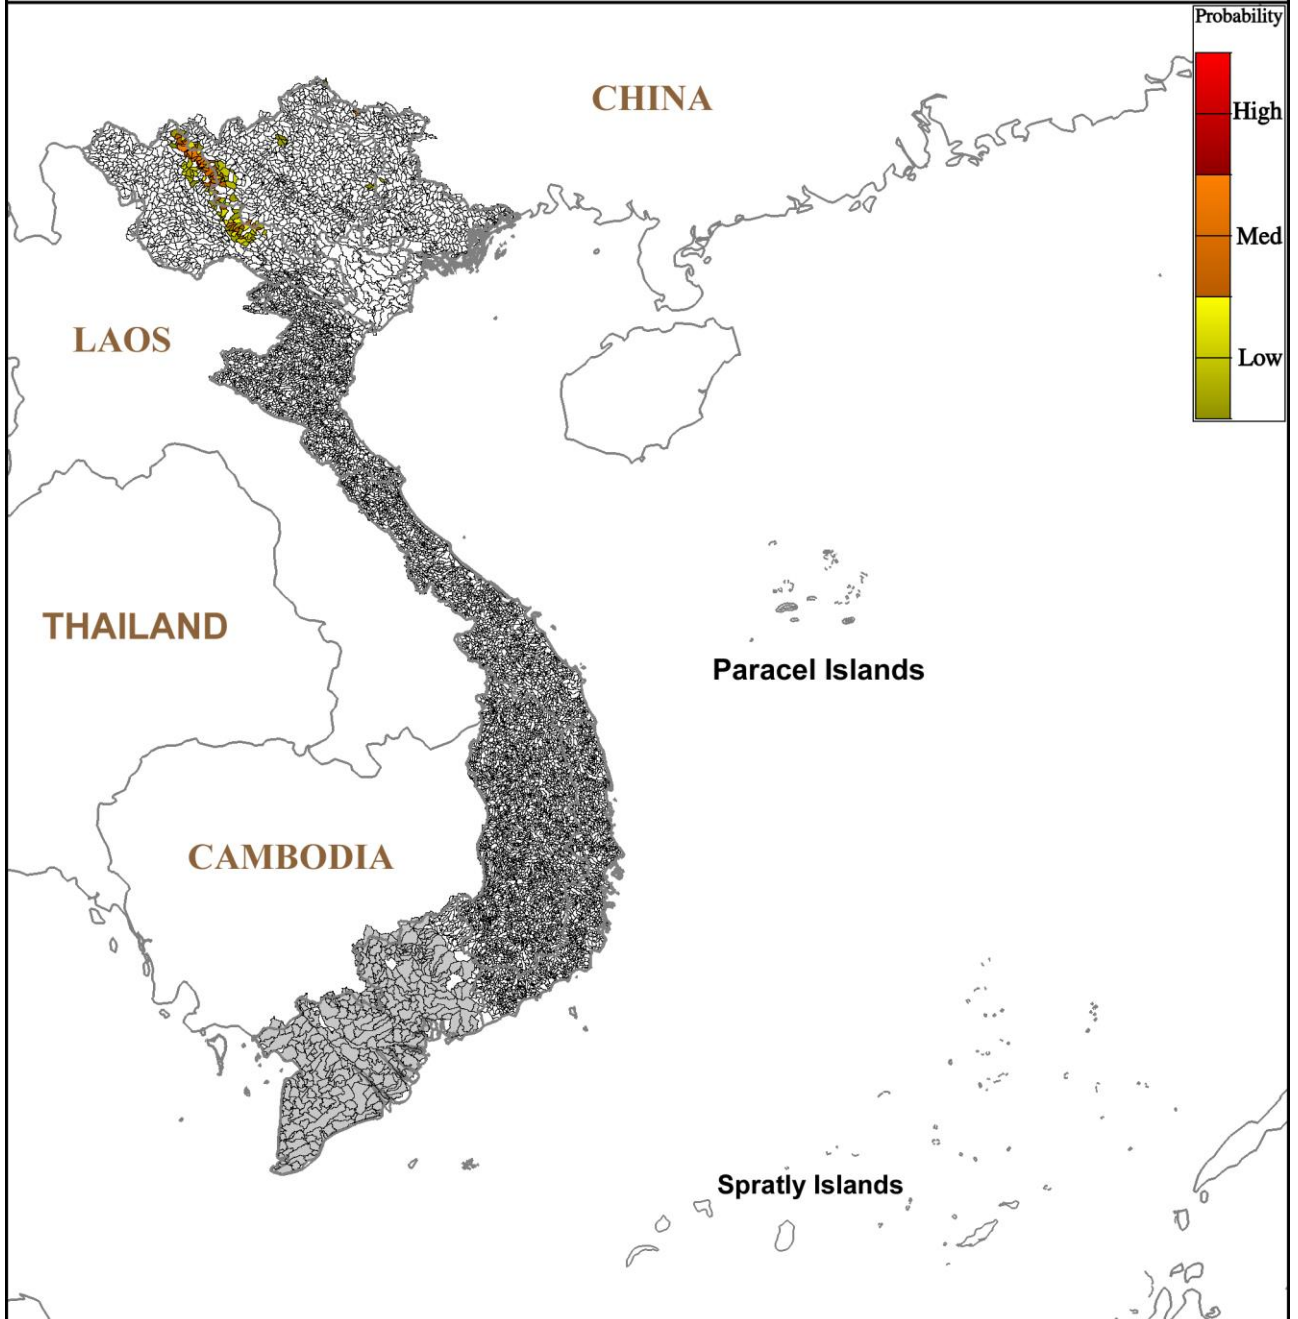 Probability
CHINA
High
Med
LAOS
Low
THAILAND
Paracel Islands
CAMBODIA
Spratly Islands